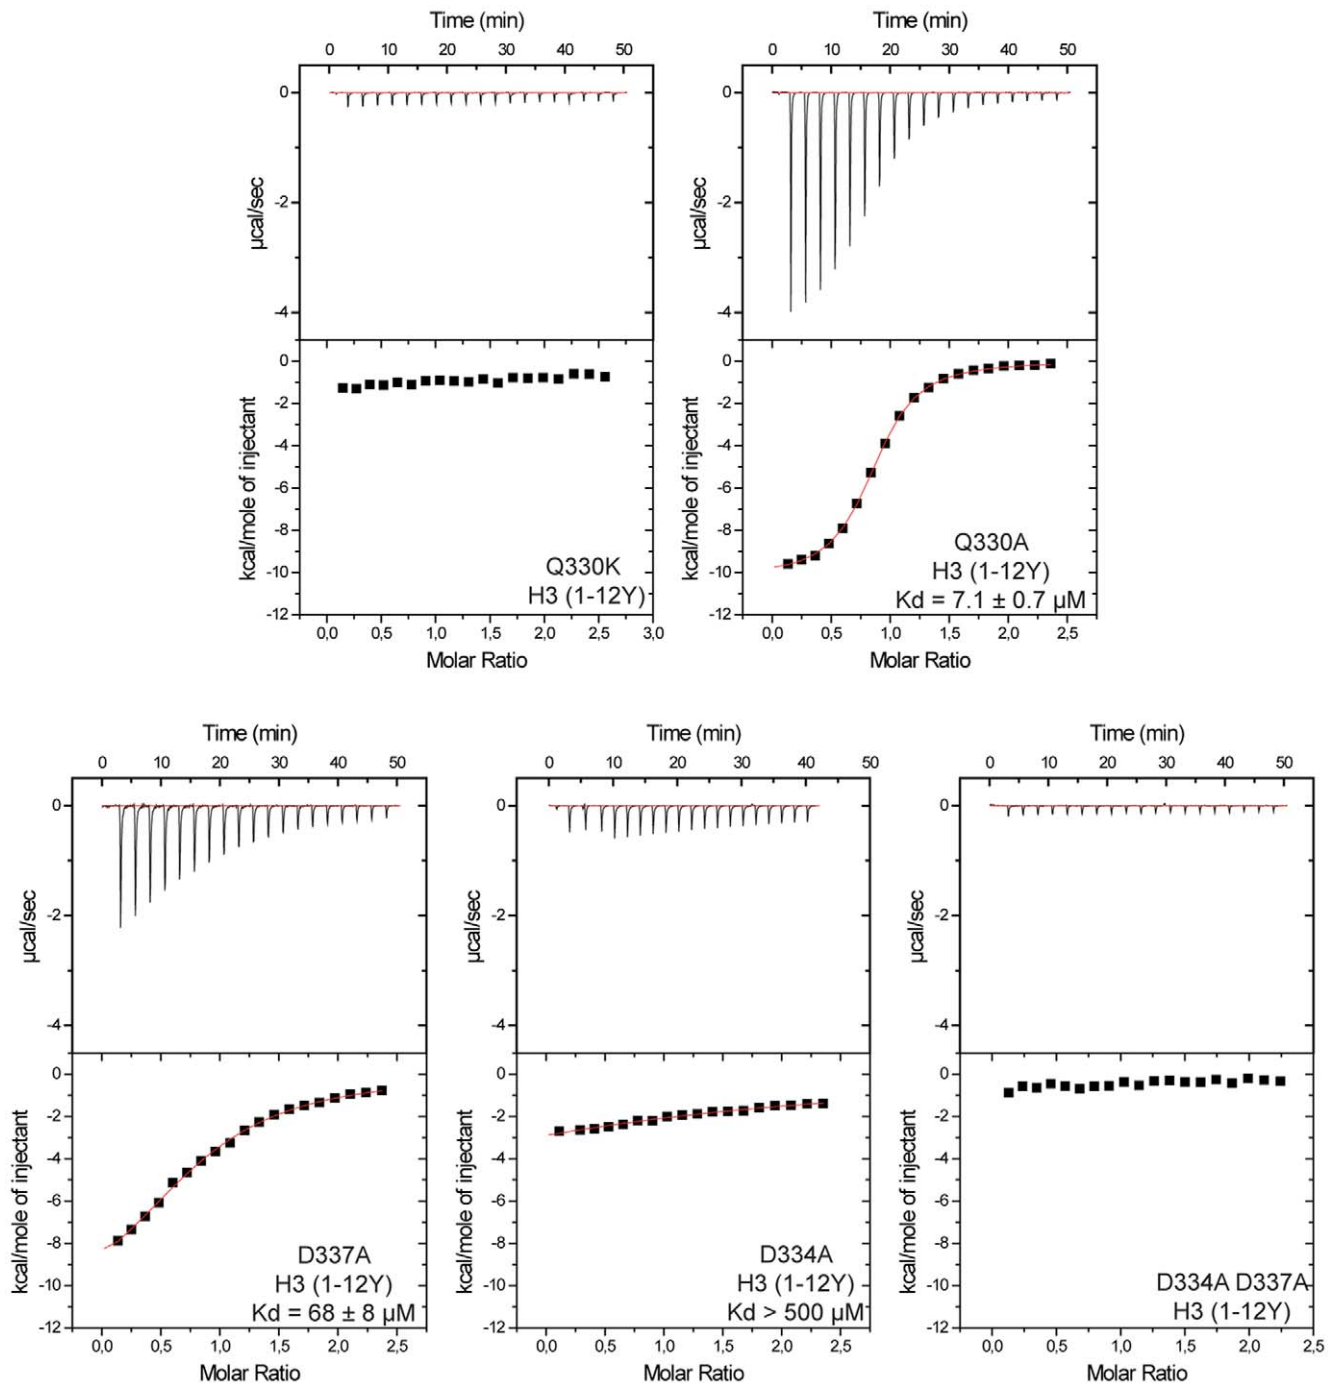 Time (min)
0 10 20 30 40 50
0
-2
-4
µcal/sec
0
-2
-4
-6
-8
-10
-12
kcal/mole of injectant
Q330K
H3 (1-12Y)
0,0 0,5 1,0 1,5 2,0 2,5 3,0
Molar Ratio
Time (min)
0 10 20 30 40 50
0
-2
-4
µcal/sec
0
-2
-4
-6
-8
-10
-12
kcal/mole of injectant
Q330A
H3 (1-12Y)
Kd = 7.1 ± 0.7 µM
0,0 0,5 1,0 1,5 2,0 2,5
Molar Ratio
Time (min)
0 10 20 30 40 50
0
-2
-4
µcal/sec
0
-2
-4
-6
-8
-10
-12
kcal/mole of injectant
D337A
H3 (1-12Y)
Kd = 68 ± 8 µM
0,0 0,5 1,0 1,5 2,0 2,5
Molar Ratio
Time (min)
0 10 20 30 40 50
0
-2
-4
µcal/sec
0
-2
-4
-6
-8
-10
-12
kcal/mole of injectant
D334A
H3 (1-12Y)
Kd > 500 µM
0,0 0,5 1,0 1,5 2,0 2,5
Molar Ratio
Time (min)
0 10 20 30 40 50
0
-2
-4
µcal/sec
0
-2
-4
-6
-8
-10
-12
kcal/mole of injectant
D334A D337A
H3 (1-12Y)
0,0 0,5 1,0 1,5 2,0 2,5
Molar Ratio